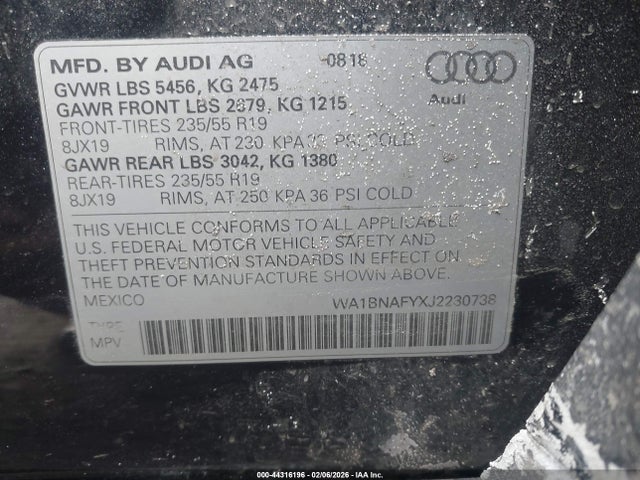 MFD. BY AUDI AG 08 18
GVWR LBS 5456, KG 2475
GAWR FRONT LBS 2679, KG 1215
FRONT-TIRES 235/55 R19
8JX19 RIMS, AT 230 KPA 33 PSI COLD
GAWR REAR LBS 3042, KG 1380
REAR-TIRES 235/55 R19
8JX19 RIMS, AT 250 KPA 36 PSI COLD
Audi
THIS VEHICLE CONFORMS TO ALL APPLICABLE
U.S. FEDERAL MOTOR VEHICLE SAFETY AND
THEFT PREVENTION STANDARDS IN EFFECT ON
THE DATE OF MANUFACTURE SHOWN ABOVE.
MEXICO WA1BNAFYXJ2230738
TYPE
MPV
000-44316196 - 02/06/2026 - IAA Inc.